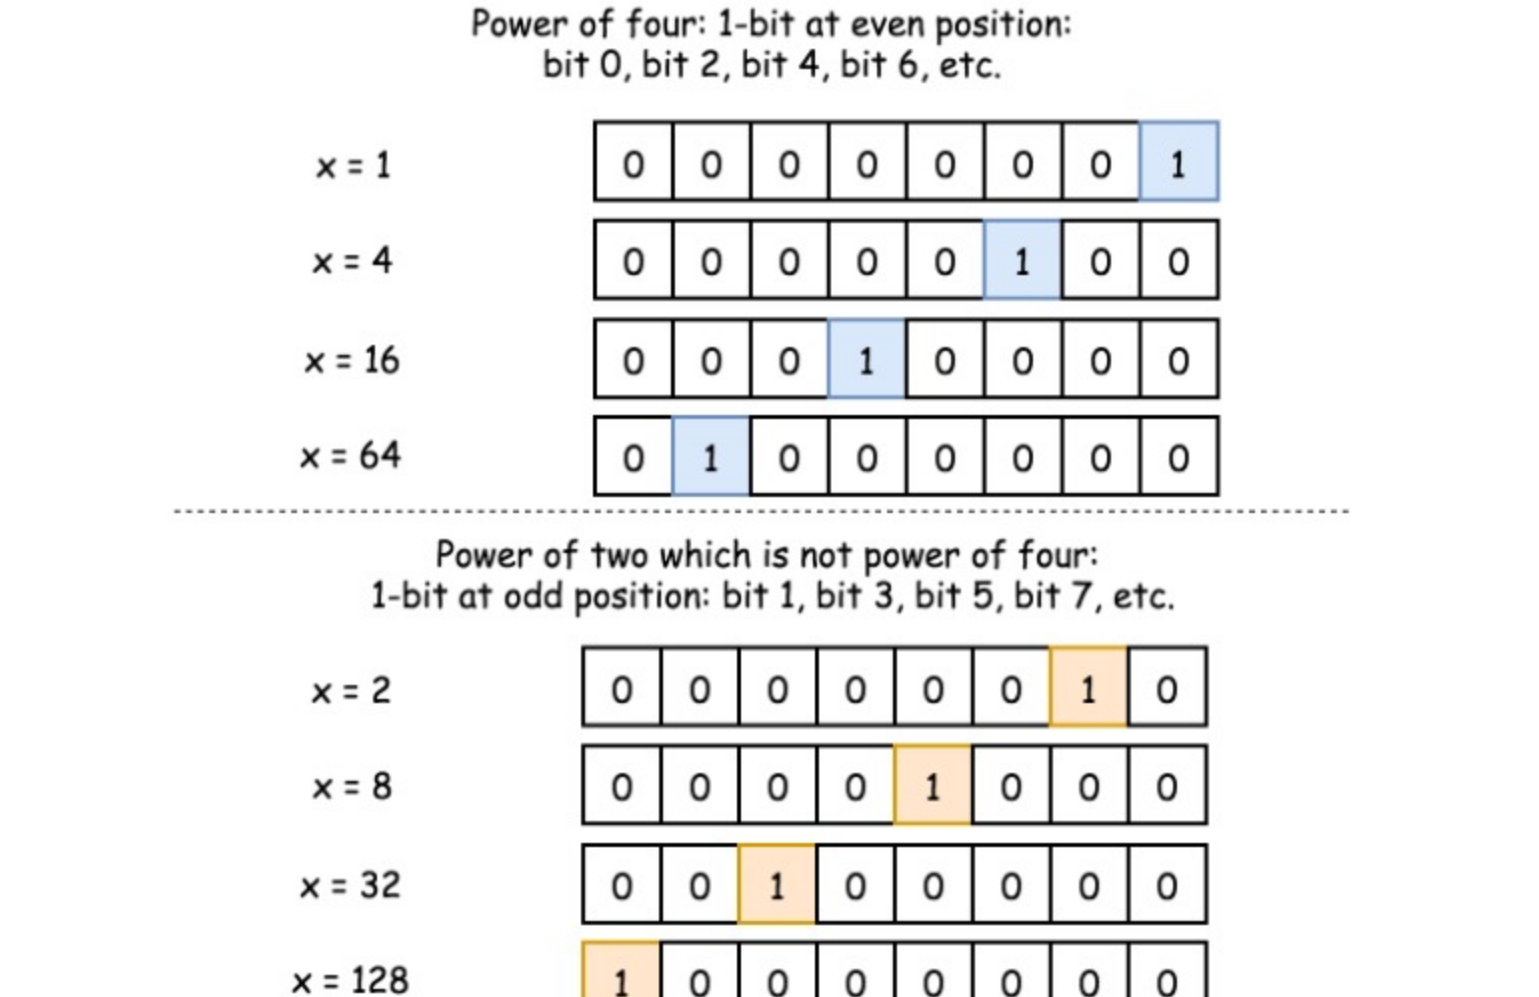 Power of four: 1-bit at even position:
bit 0, bit 2, bit 4, bit 6, etc.
x = 1 0 0 0 0 0 0 0 1
x = 4 0 0 0 0 0 1 0 0
x = 16 0 0 0 1 0 0 0 0
x = 64 0 1 0 0 0 0 0 0
Power of two which is not power of four:
1-bit at odd position: bit 1, bit 3, bit 5, bit 7, etc.
x = 2 0 0 0 0 0 0 1 0
x = 8 0 0 0 0 1 0 0 0
x = 32 0 0 1 0 0 0 0 0
x = 128 1 0 0 0 0 0 0 0